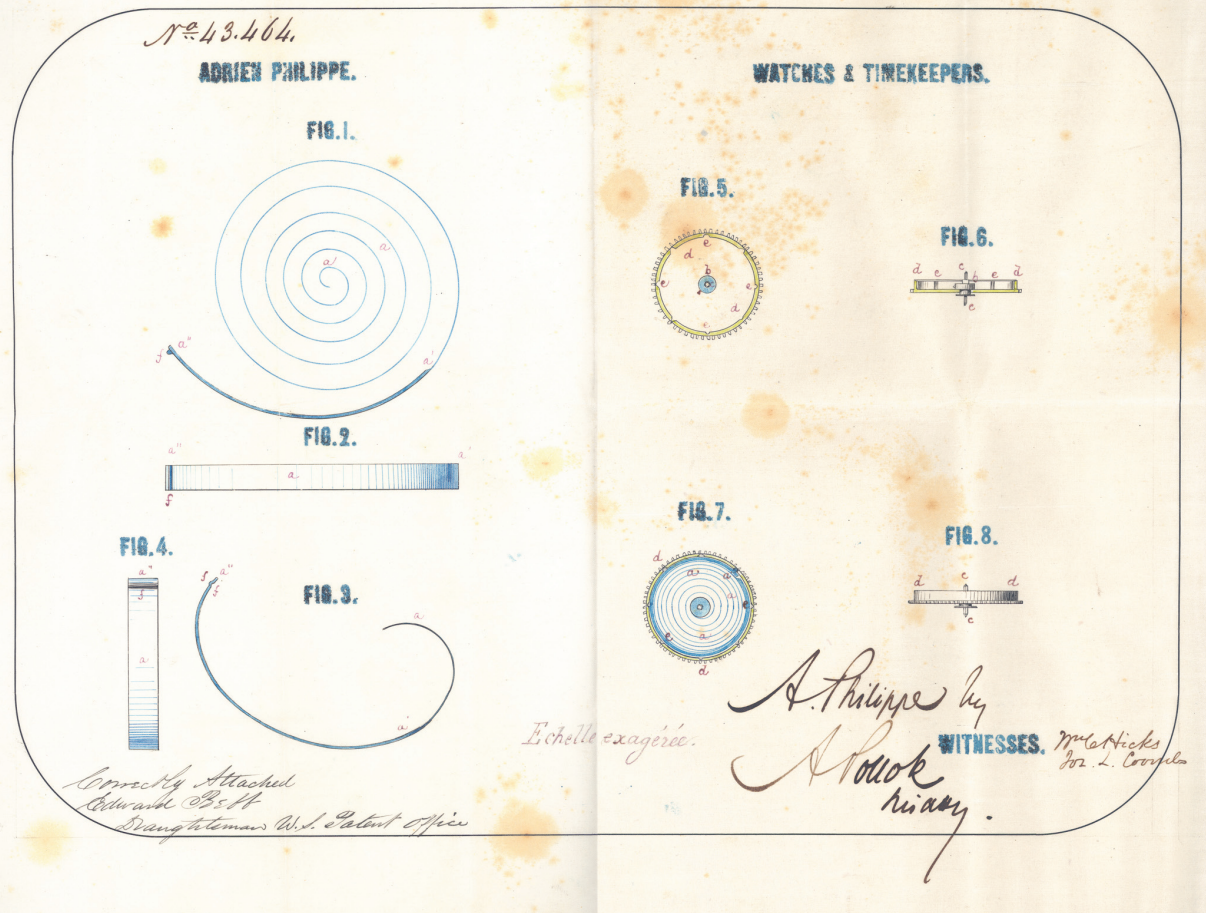 Nº 43.464.
ADRIEN PHILIPPE.
WATCHES & TIMEKEEPERS.
FIG.1.
a a
f a'' a'
FIG.2.
a'' a
a
f
FIG.4.
a''
f
a
FIG.3.
f a''
f
a
a'
FIG.5.
e
d
b
e e
d
e
FIG.6.
d e c b e d
c
FIG.7.
d
a a
e
e
a
d
FIG.8.
d c d
c
Echelle exagérée.
A. Philippe by
A Pollok
WITNESSES.
Wm C Hicks
Jos. L. Coombs
Correctly Attached
Edward
Draughtsman U.S. Patent Office